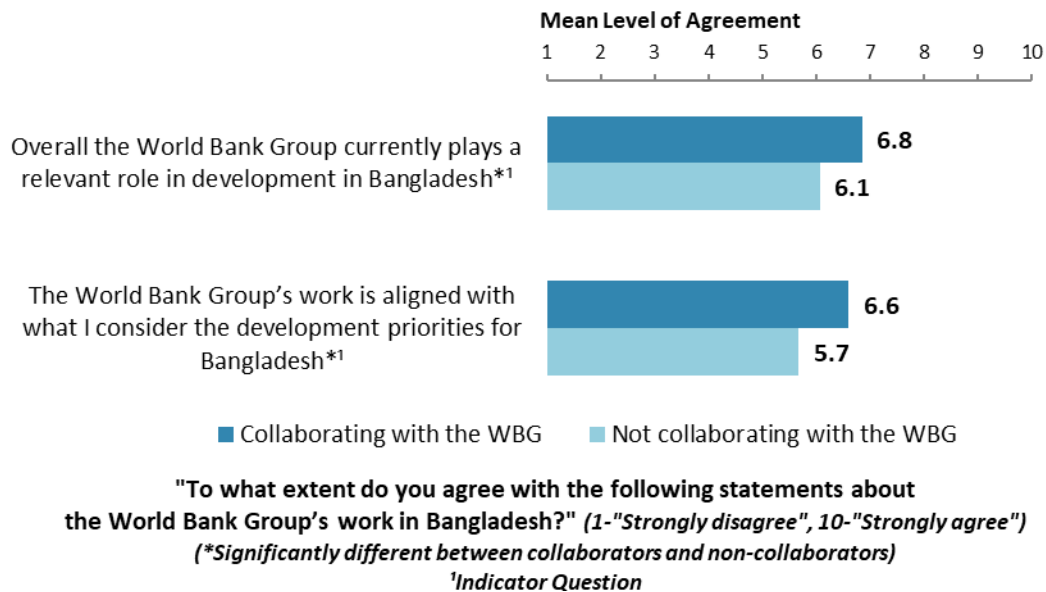 Mean Level of Agreement
1 2 3 4 5 6 7 8 9 10
Overall the World Bank Group currently plays a
relevant role in development in Bangladesh*¹
6.8
6.1
The World Bank Group’s work is aligned with
what I consider the development priorities for
Bangladesh*¹
6.6
5.7
Collaborating with the WBG Not collaborating with the WBG
"To what extent do you agree with the following statements about
the World Bank Group’s work in Bangladesh?" (1-"Strongly disagree", 10-"Strongly agree")
(*Significantly different between collaborators and non-collaborators)
¹Indicator Question